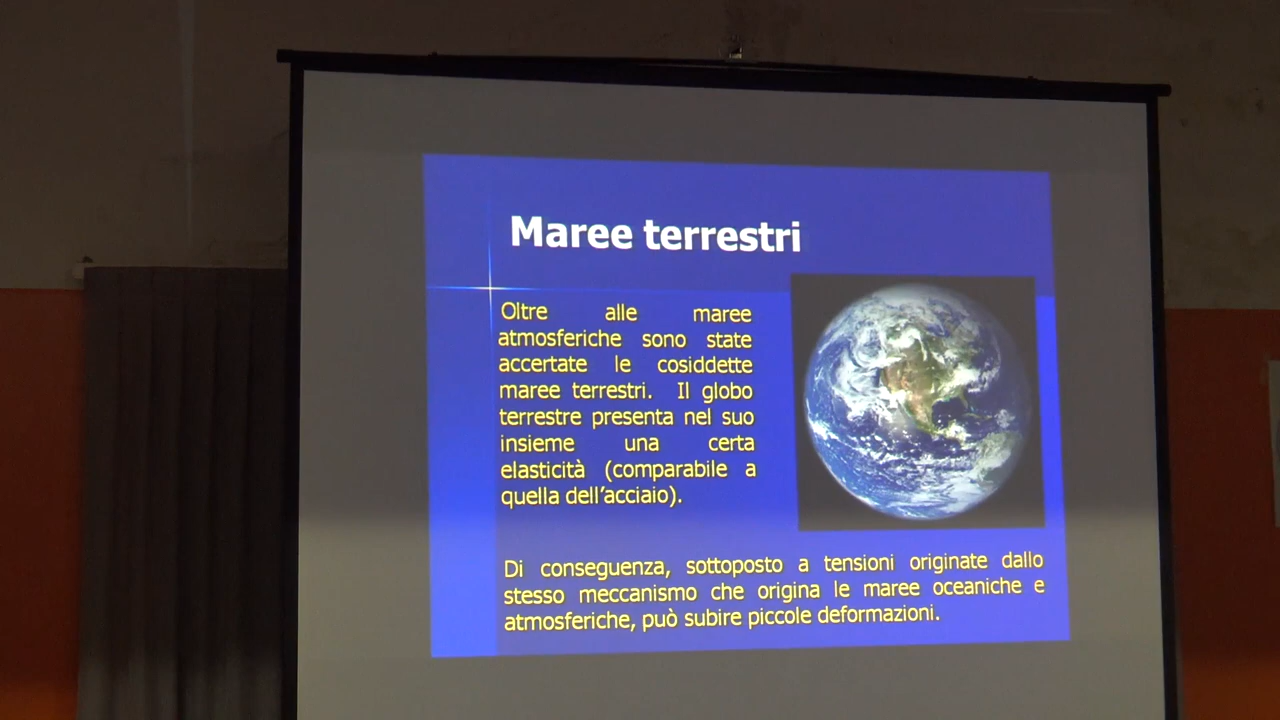 Maree terrestri
Oltre alle maree
atmosferiche sono state
accertate le cosiddette
maree terrestri. Il globo
terrestre presenta nel suo
insieme una certa
elasticità (comparabile a
quella dell'acciaio).
Di conseguenza, sottoposto a tensioni originate dallo
stesso meccanismo che origina le maree oceaniche e
atmosferiche, può subire piccole deformazioni.